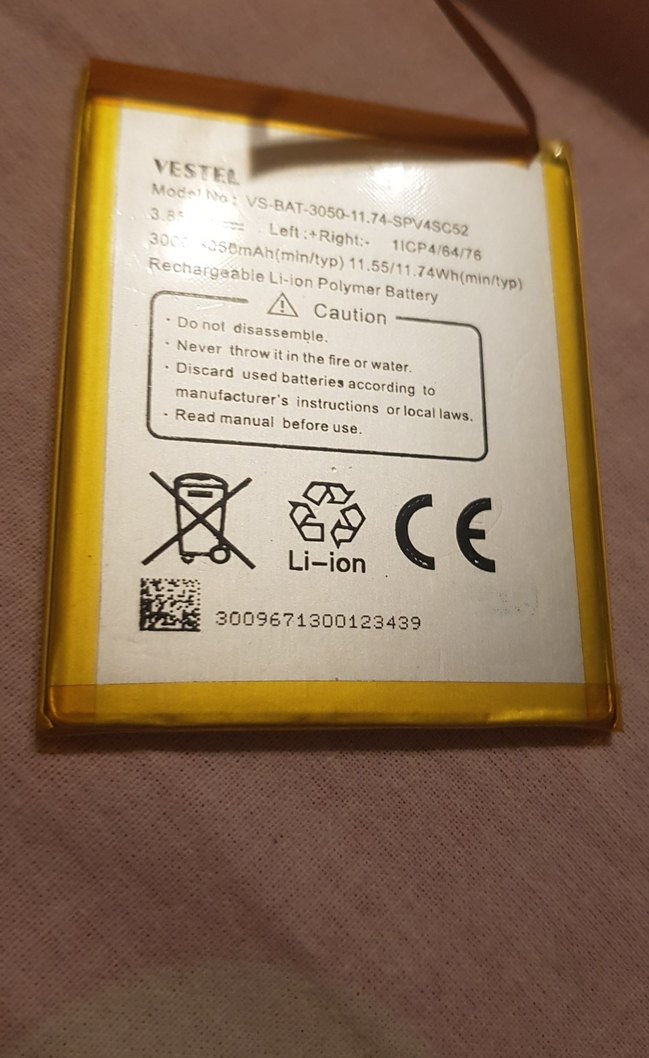 VESTEL
Model No: VS-BAT-3050-11.74-SPV4SC52
Left :+Right:- 1ICP4/64/76
(min/typ) 11.55/11.74Wh(min/typ)
Rechargeable Li-ion Polymer Battery
Caution
· Do not disassemble.
· Never throw it in the fire or water.
· Discard used batteries according to
manufacturer's instructions or local laws.
· Read manual before use.
Li-ion
CE
3009671300123439